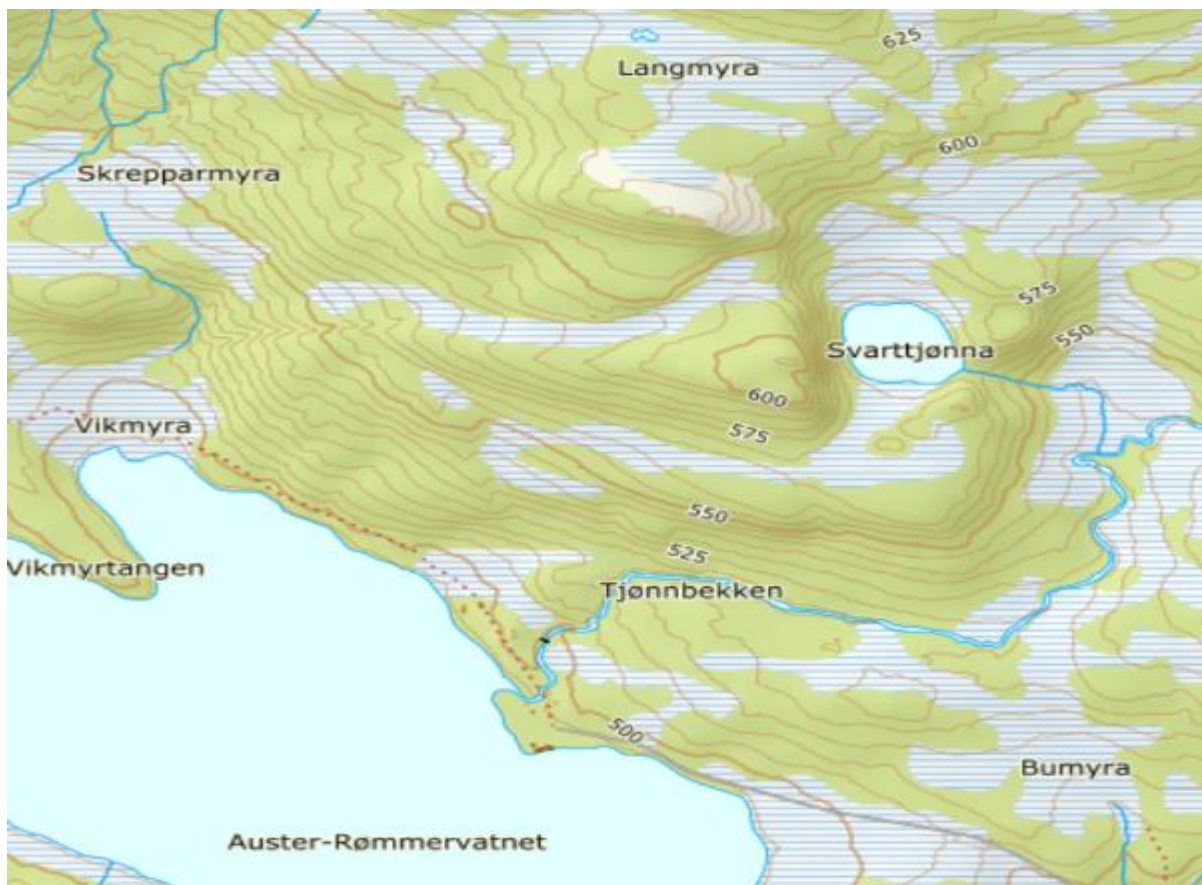 625
Langmyra
600
Skrepparmyra
575
550
Svarttjønna
600
575
Vikmyra
550
525
Vikmyrtangen
Tjønnbekken
500
Bumyra
Auster-Rømmervatnet